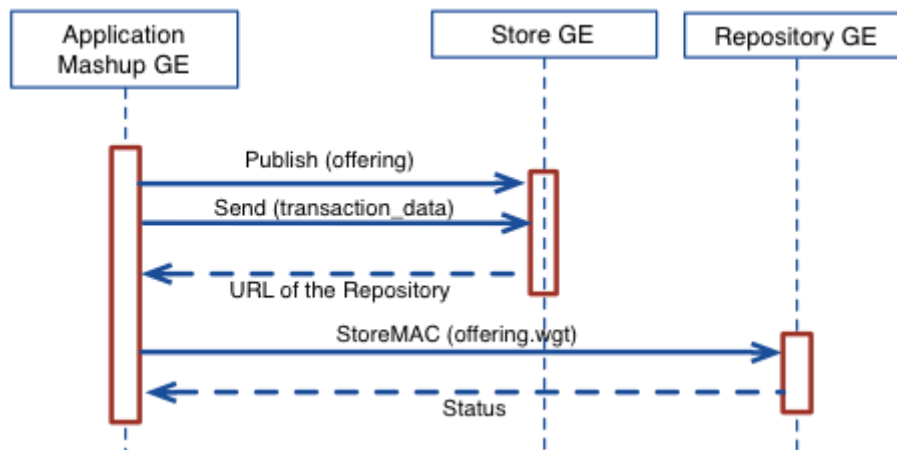 Application
Mashup GE
Store GE
Repository GE
Publish (offering)
Send (transaction_data)
URL of the Repository
StoreMAC (offering.wgt)
Status